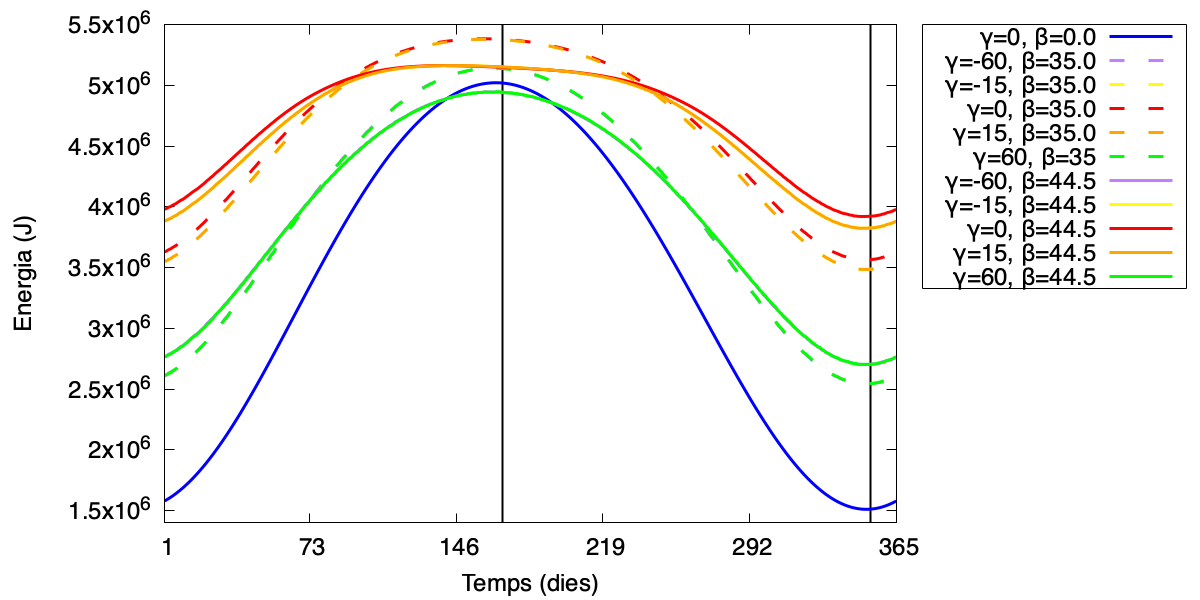 5.5x10⁶
5x10⁶
4.5x10⁶
4x10⁶
3.5x10⁶
3x10⁶
2.5x10⁶
2x10⁶
1.5x10⁶
Energia (J)
1 73 146 219 292 365
Temps (dies)
γ=0, β=0.0
γ=-60, β=35.0
γ=-15, β=35.0
γ=0, β=35.0
γ=15, β=35.0
γ=60, β=35
γ=-60, β=44.5
γ=-15, β=44.5
γ=0, β=44.5
γ=15, β=44.5
γ=60, β=44.5